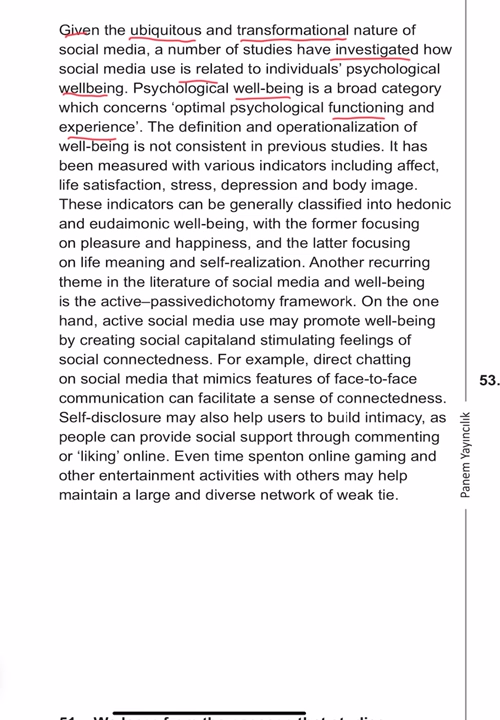 Given the ubiquitous and transformational nature of
social media, a number of studies have investigated how
social media use is related to individuals' psychological
wellbeing. Psychological well-being is a broad category
which concerns 'optimal psychological functioning and
experience'. The definition and operationalization of
well-being is not consistent in previous studies. It has
been measured with various indicators including affect,
life satisfaction, stress, depression and body image.
These indicators can be generally classified into hedonic
and eudaimonic well-being, with the former focusing
on pleasure and happiness, and the latter focusing
on life meaning and self-realization. Another recurring
theme in the literature of social media and well-being
is the active–passivedichotomy framework. On the one
hand, active social media use may promote well-being
by creating social capitaland stimulating feelings of
social connectedness. For example, direct chatting
on social media that mimics features of face-to-face
communication can facilitate a sense of connectedness.
Self-disclosure may also help users to build intimacy, as
people can provide social support through commenting
or 'liking' online. Even time spenton online gaming and
other entertainment activities with others may help
maintain a large and diverse network of weak tie.
53.
Panem Yayıncılık